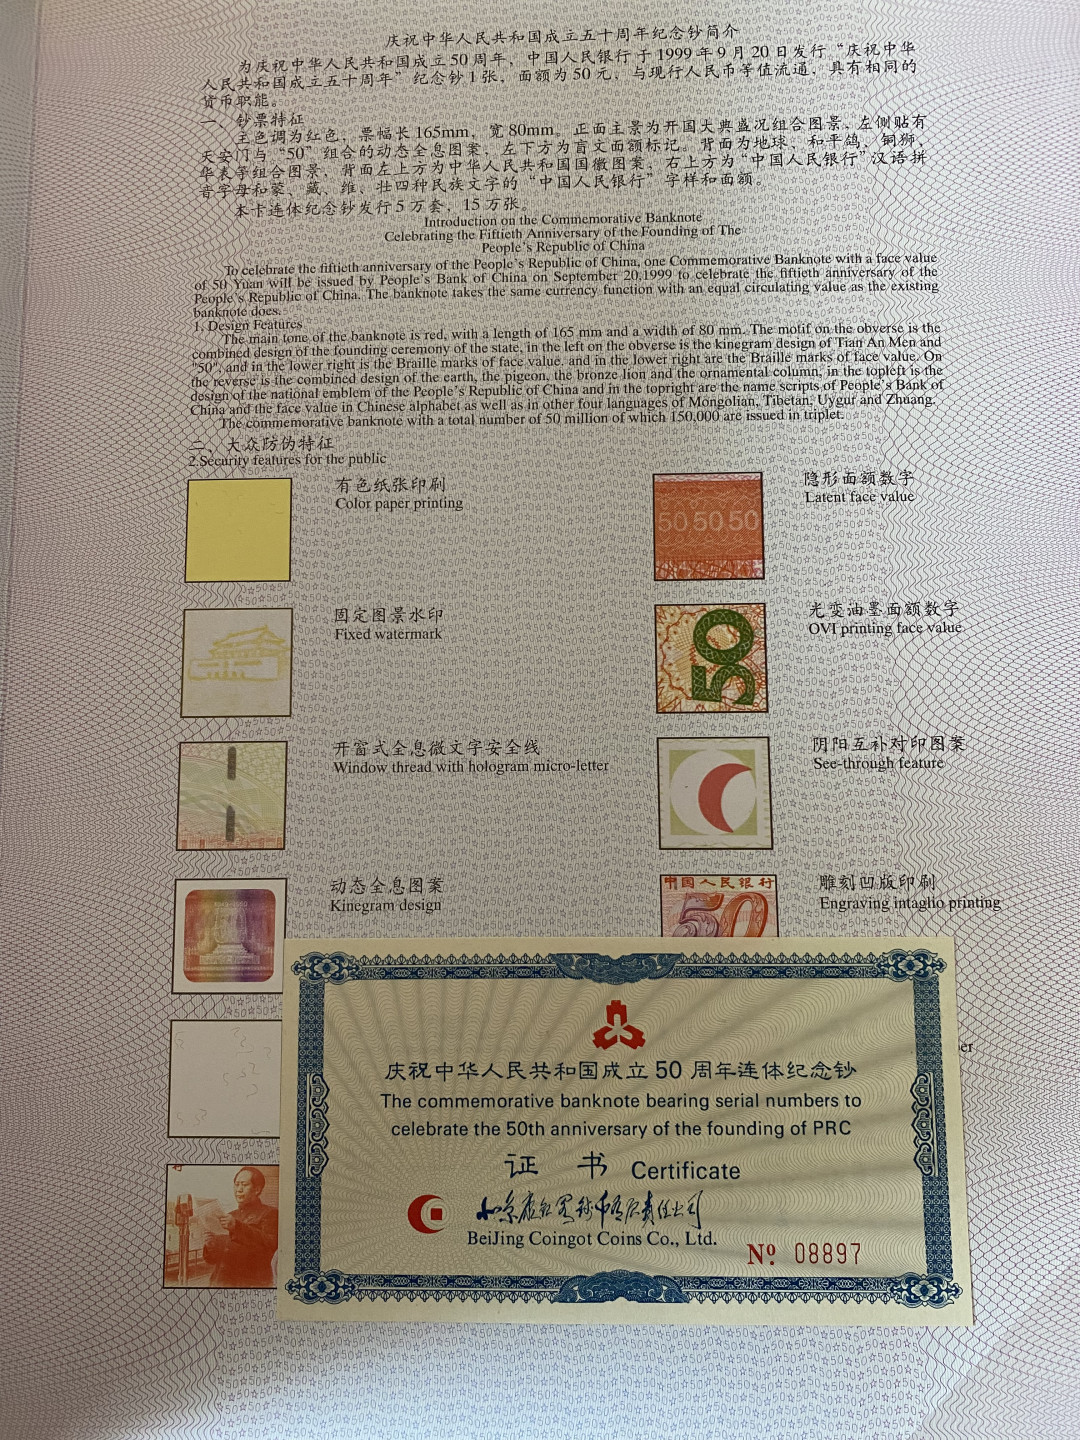 庆祝中华人民共和国成立五十周年纪念钞简介
为庆祝中华人民共和国成立50周年，中国人民银行于1999年9月20日发行“庆祝中华
人民共和国成立五十周年”纪念钞1张，面额为50元，与现行人民币等值流通，具有相同的
货币职能。
一、钞票特征
主色调为红色，票幅长165mm，宽80mm。正面主景为开国大典盛况组合图景，左侧贴有
天安门与“50”组合的动态全息图案，左下方为盲文面额标记。背面为地球、和平鸽、铜狮、
华表等组合图景，背面左上方为中华人民共和国国徽图案，右上方为“中国人民银行”汉语拼
音字母和蒙、藏、维、壮四种民族文字的“中国人民银行”字样和面额。
本卡连体纪念钞发行5万套，15万张。
Introduction on the Commemorative Banknote
Celebrating the Fiftieth Anniversary of the Founding of The
People's Republic of China
To celebrate the fiftieth anniversary of the People's Republic of China, one Commemorative Banknote with a face value
of 50 Yuan will be issued by People's Bank of China on September 20,1999 to celebrate the fiftieth anniversary of the
People's Republic of China. The banknote takes the same currency function with an equal circulating value as the existing
banknote does.
1. Design Features
The main tone of the banknote is red, with a length of 165 mm and a width of 80 mm. The motif on the obverse is the
combined design of the founding ceremony of the state, in the left on the obverse is the kinegram design of Tian An Men and
"50", and in the lower right is the Braille marks of face value. and in the lower right are the Braille marks of face value. On
the reverse is the combined design of the earth, the pigeon, the bronze lion and the ornamental column, in the topleft is the
design of the national emblem of the People's Republic of China and in the topright are the name scripts of People's Bank of
China and the face value in Chinese alphabet as well as in other four languages of Mongolian, Tibetan, Uygur and Zhuang.
The commemorative banknote with a total number of 50 million of which 150,000 are issued in triplet.
二、大众防伪特征
2.Security features for the public
有色纸张印刷
Color paper printing
隐形面额数字
Latent face value
50 50 50
固定图景水印
Fixed watermark
光变油墨面额数字
OVI printing face value
50
开窗式全息微文字安全线
Window thread with hologram micro-letter
阴阳互补对印图案
See-through feature
动态全息图案
Kinegram design
雕刻凹版印刷
Engraving intaglio printing
中国人民银行
50
庆祝中华人民共和国成立50周年连体纪念钞
The commemorative banknote bearing serial numbers to
celebrate the 50th anniversary of the founding of PRC
证 书 Certificate
BeiJing Coingot Coins Co., Ltd.
Nº 08897